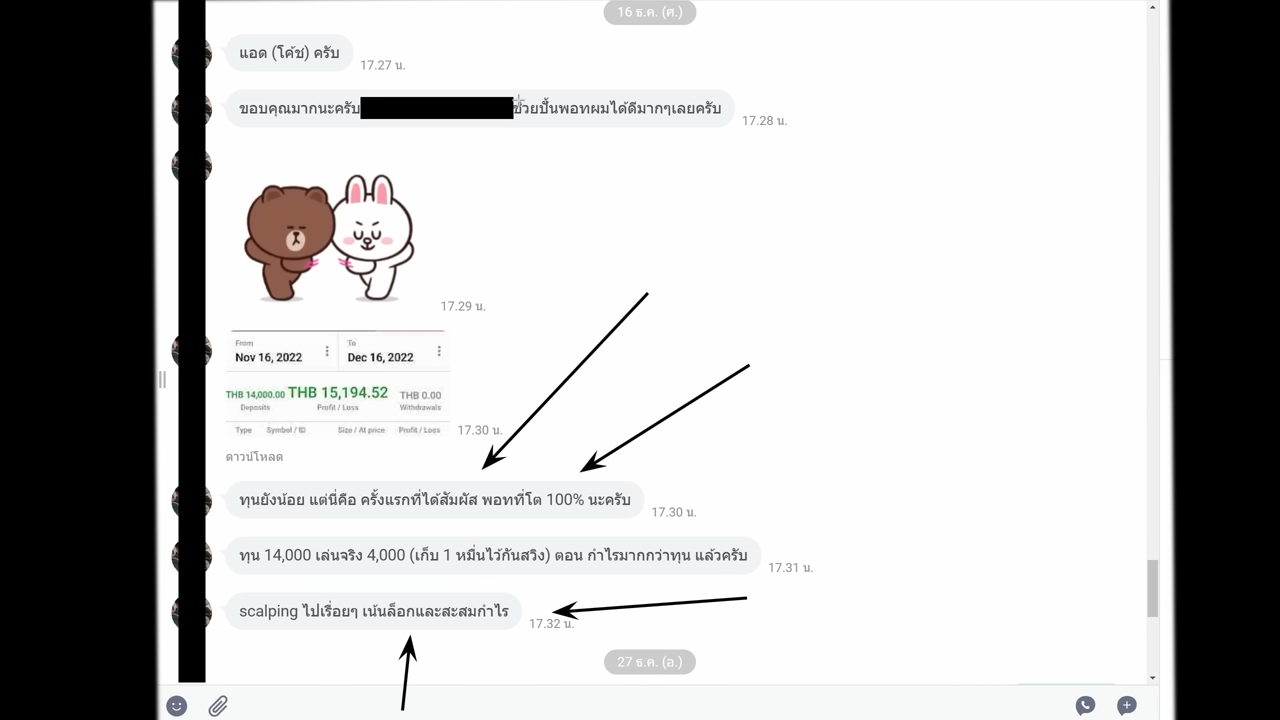 16 ธ.ค. (ศ.)
แอด (โค้ช) ครับ
17.27 น.
ขอบคุณมากนะครับ ช่วยปั้นพอทผมได้ดีมากๆเลยครับ
17.28 น.
17.29 น.
From To
Nov 16, 2022 Dec 16, 2022
THB 14,000.00 THB 15,194.52 THB 0.00
Deposits Profit / Loss Withdrawals
Type Symbol / ID Size / At price Profit / Loss
17.30 น.
ดาวน์โหลด
ทุนยังน้อย แต่นี่คือ ครั้งแรกที่ได้สัมผัส พอทที่โต 100% นะครับ
17.30 น.
ทุน 14,000 เล่นจริง 4,000 (เก็บ 1 หมื่นไว้กันสวิง) ตอน กำไรมากกว่าทุน แล้วครับ
17.31 น.
scalping ไปเรื่อยๆ เน้นล็อกและสะสมกำไร
17.32 น.
27 ธ.ค. (อ.)